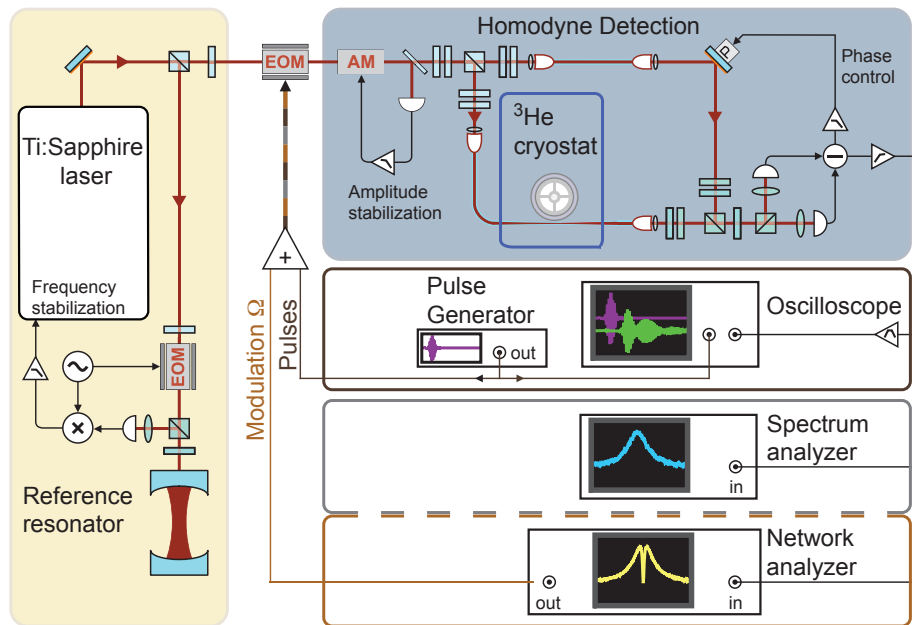 Homodyne Detection
EOM
AM
P
Phase
control
Ti:Sapphire
laser
³He
cryostat
Amplitude
stabilization
Frequency
stabilization
+
Modulation Ω
Pulses
Pulse
Generator
out
Oscilloscope
EOM
Spectrum
analyzer
in
Reference
resonator
Network
analyzer
out
in